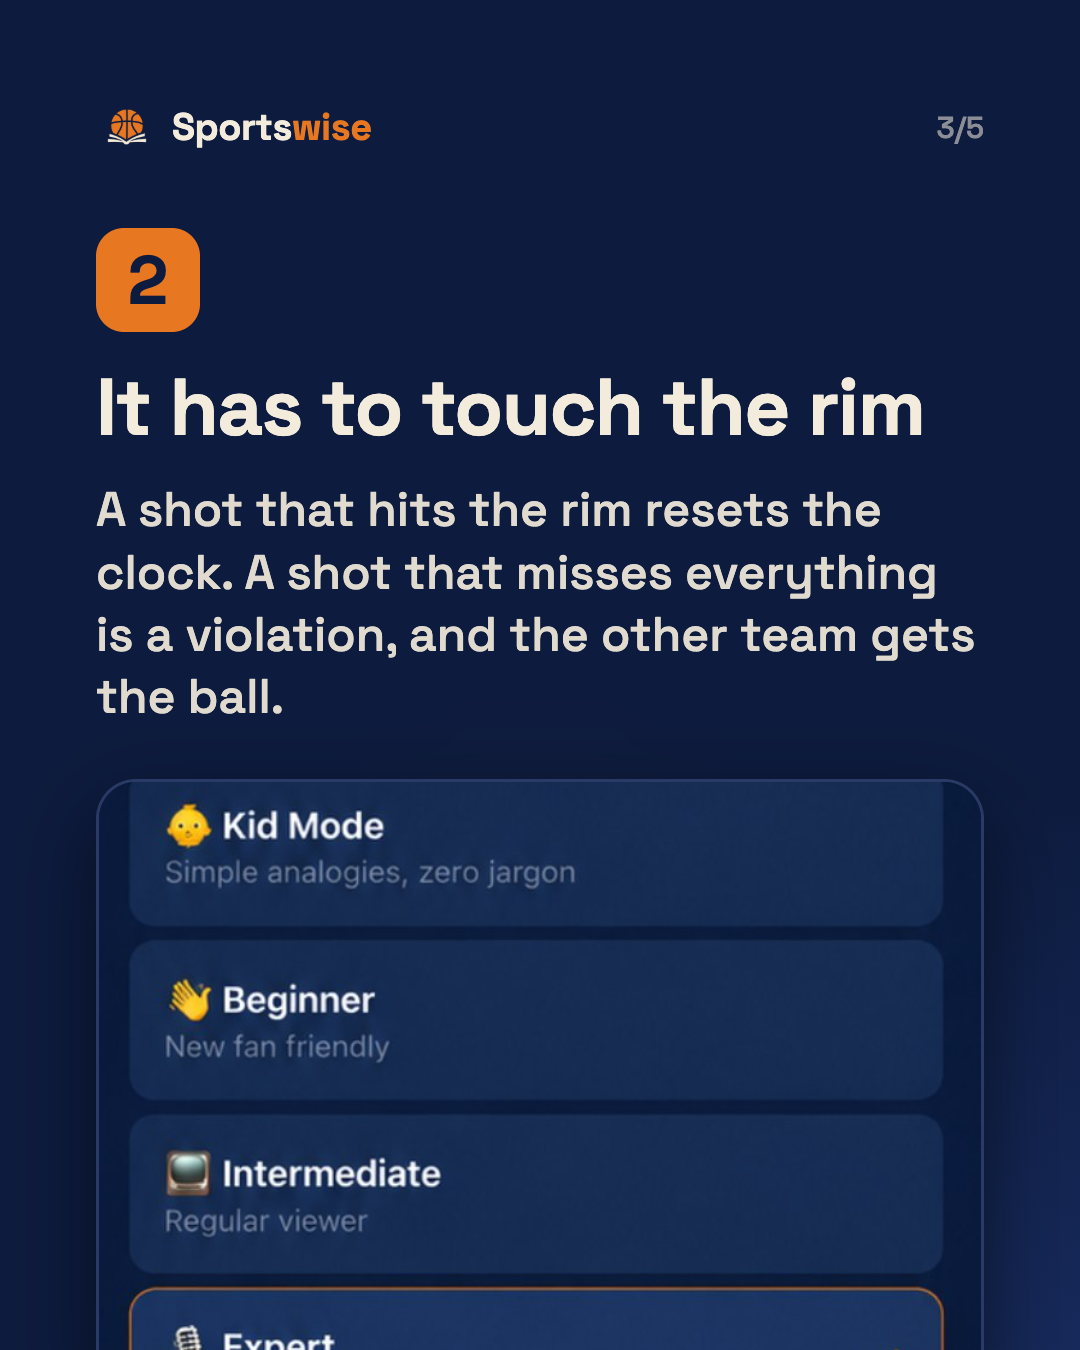 Sportswise
3/5
2
It has to touch the rim
A shot that hits the rim resets the
clock. A shot that misses everything
is a violation, and the other team gets
the ball.
Kid Mode
Simple analogies, zero jargon
Beginner
New fan friendly
Intermediate
Regular viewer
Expert